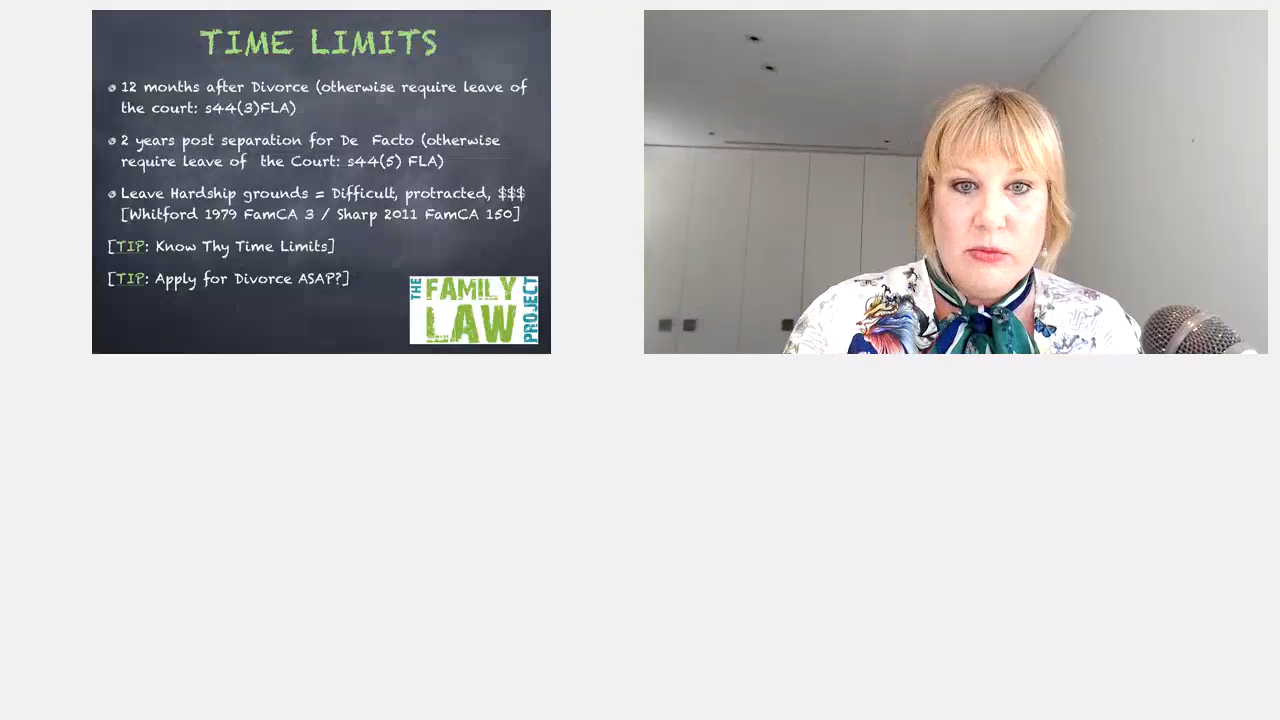 TIME LIMITS
12 months after Divorce (otherwise require leave of
the court: s44(3)FLA)
2 years post separation for De Facto (otherwise
require leave of the Court: s44(5) FLA)
Leave Hardship grounds = Difficult, protracted, $$$
[Whitford 1979 FamCA 3 / Sharp 2011 FamCA 150]
[TIP: Know Thy Time Limits]
[TIP: Apply for Divorce ASAP?]
THE
FAMILY
LAW
PROJECT